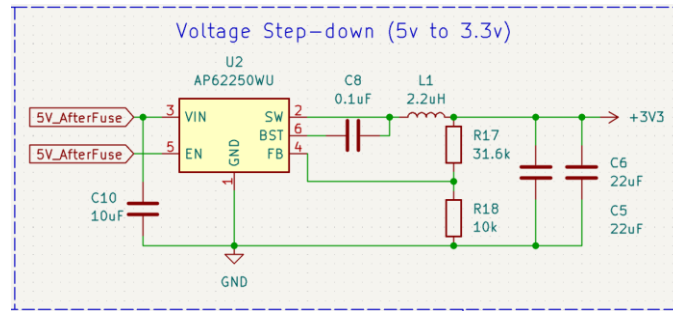 Voltage Step-down (5v to 3.3v)
U2
AP62250WU
C8
0.1uF
L1
2.2uH
5V_AfterFuse
3
VIN
SW
2
+3V3
BST
6
R17
31.6k
5V_AfterFuse
5
EN
GND
FB
4
1
C6
22uF
C10
10uF
R18
10k
C5
22uF
GND